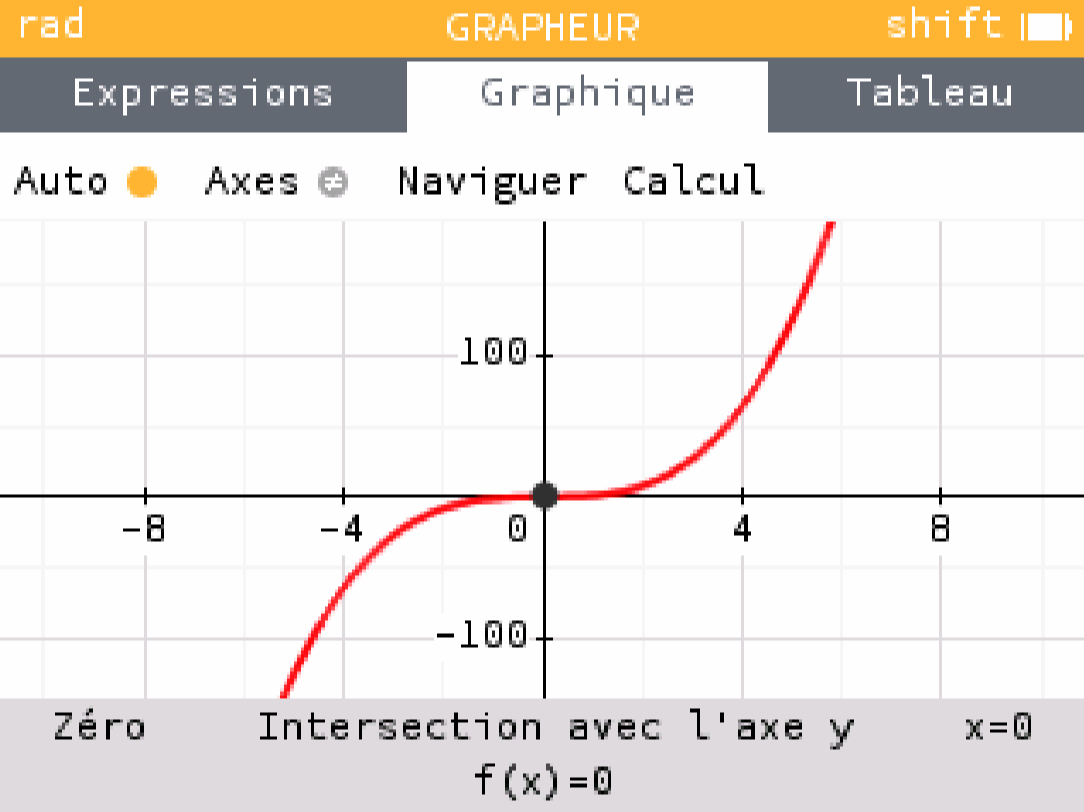 rad GRAPHEUR shift
Expressions Graphique Tableau
Auto Axes Naviguer Calcul
100
-8 -4 0 4 8
-100
Zéro Intersection avec l'axe y x=0
f(x)=0